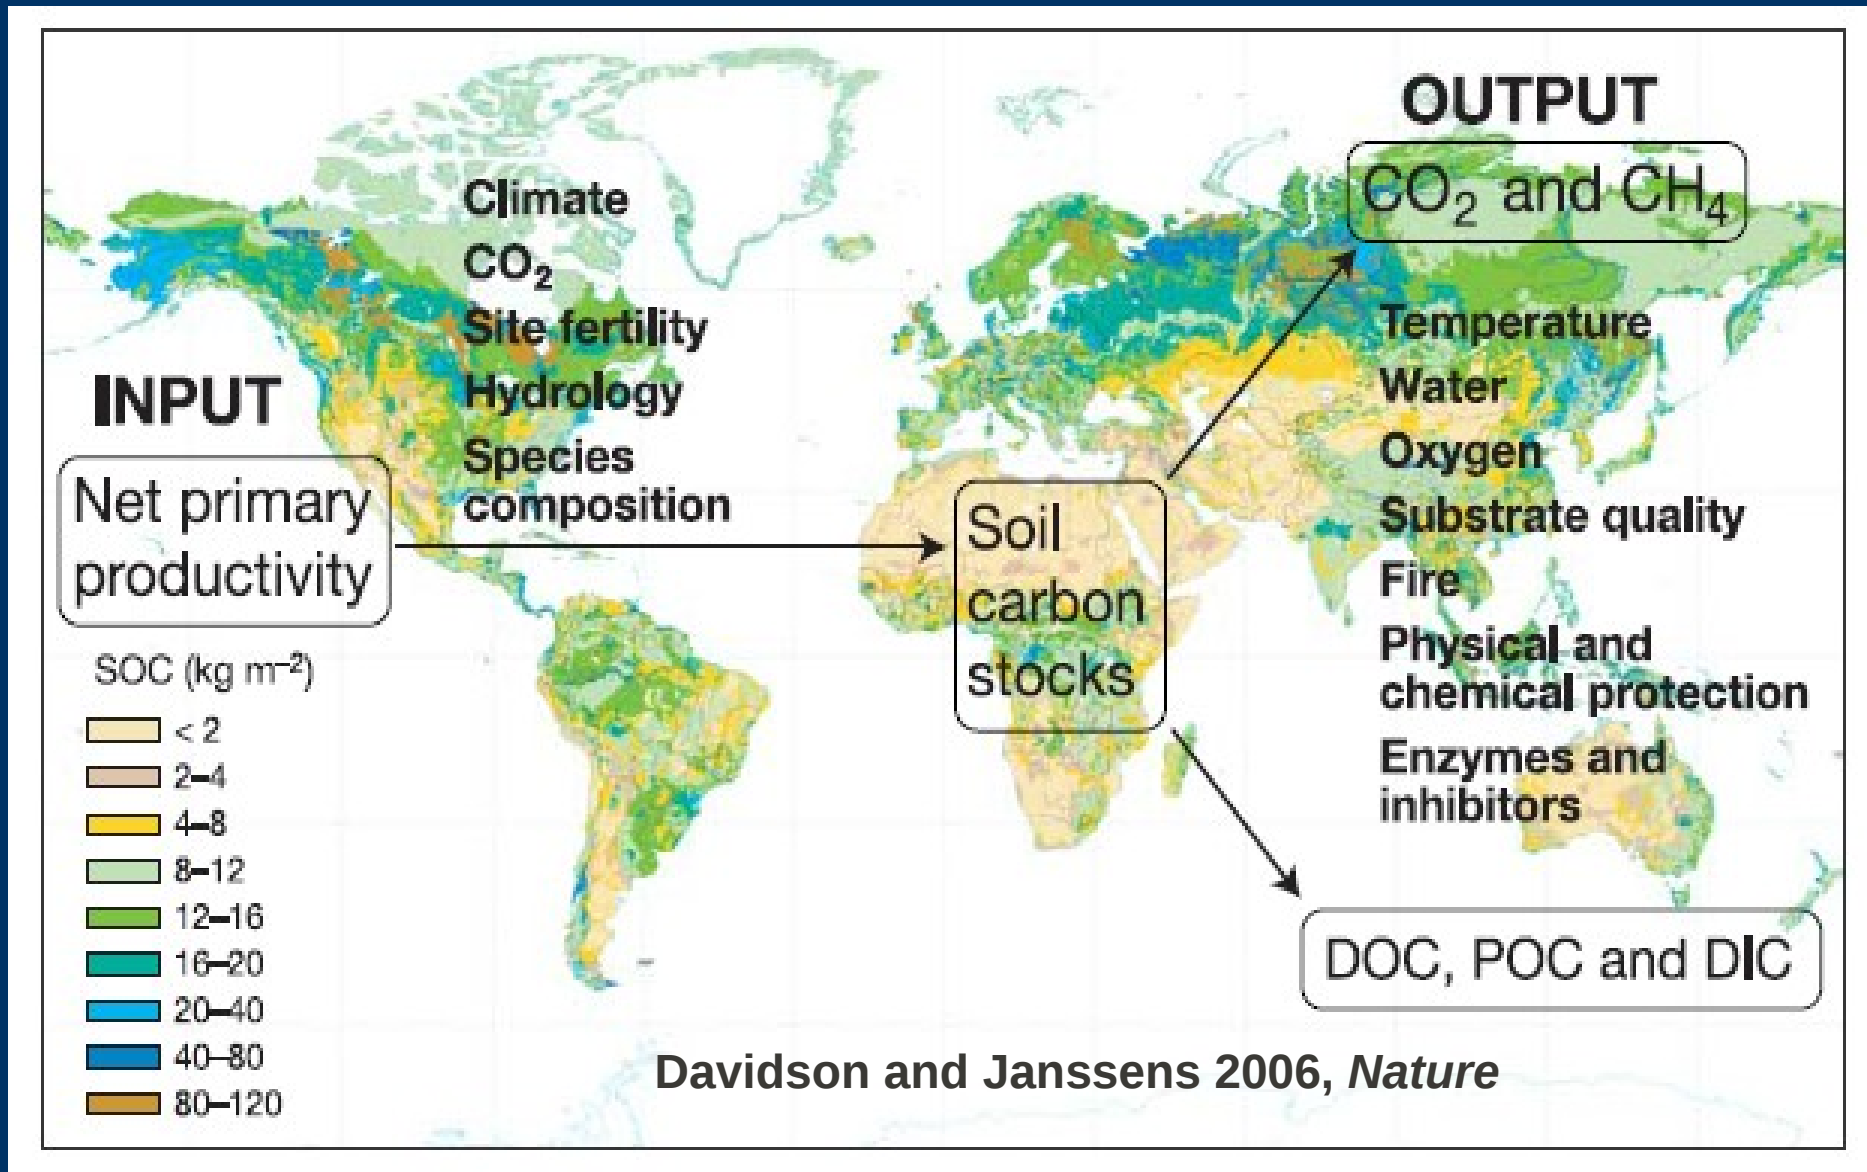 OUTPUT
CO₂ and CH₄
Climate
CO₂
Site fertility
Hydrology
Species
composition
INPUT
Net primary
productivity
Soil
carbon
stocks
Temperature
Water
Oxygen
Substrate quality
Fire
Physical and
chemical protection
Enzymes and
inhibitors
DOC, POC and DIC
SOC (kg m⁻²)
< 2
2–4
4–8
8–12
12–16
16–20
20–40
40–80
80–120
Davidson and Janssens 2006, Nature